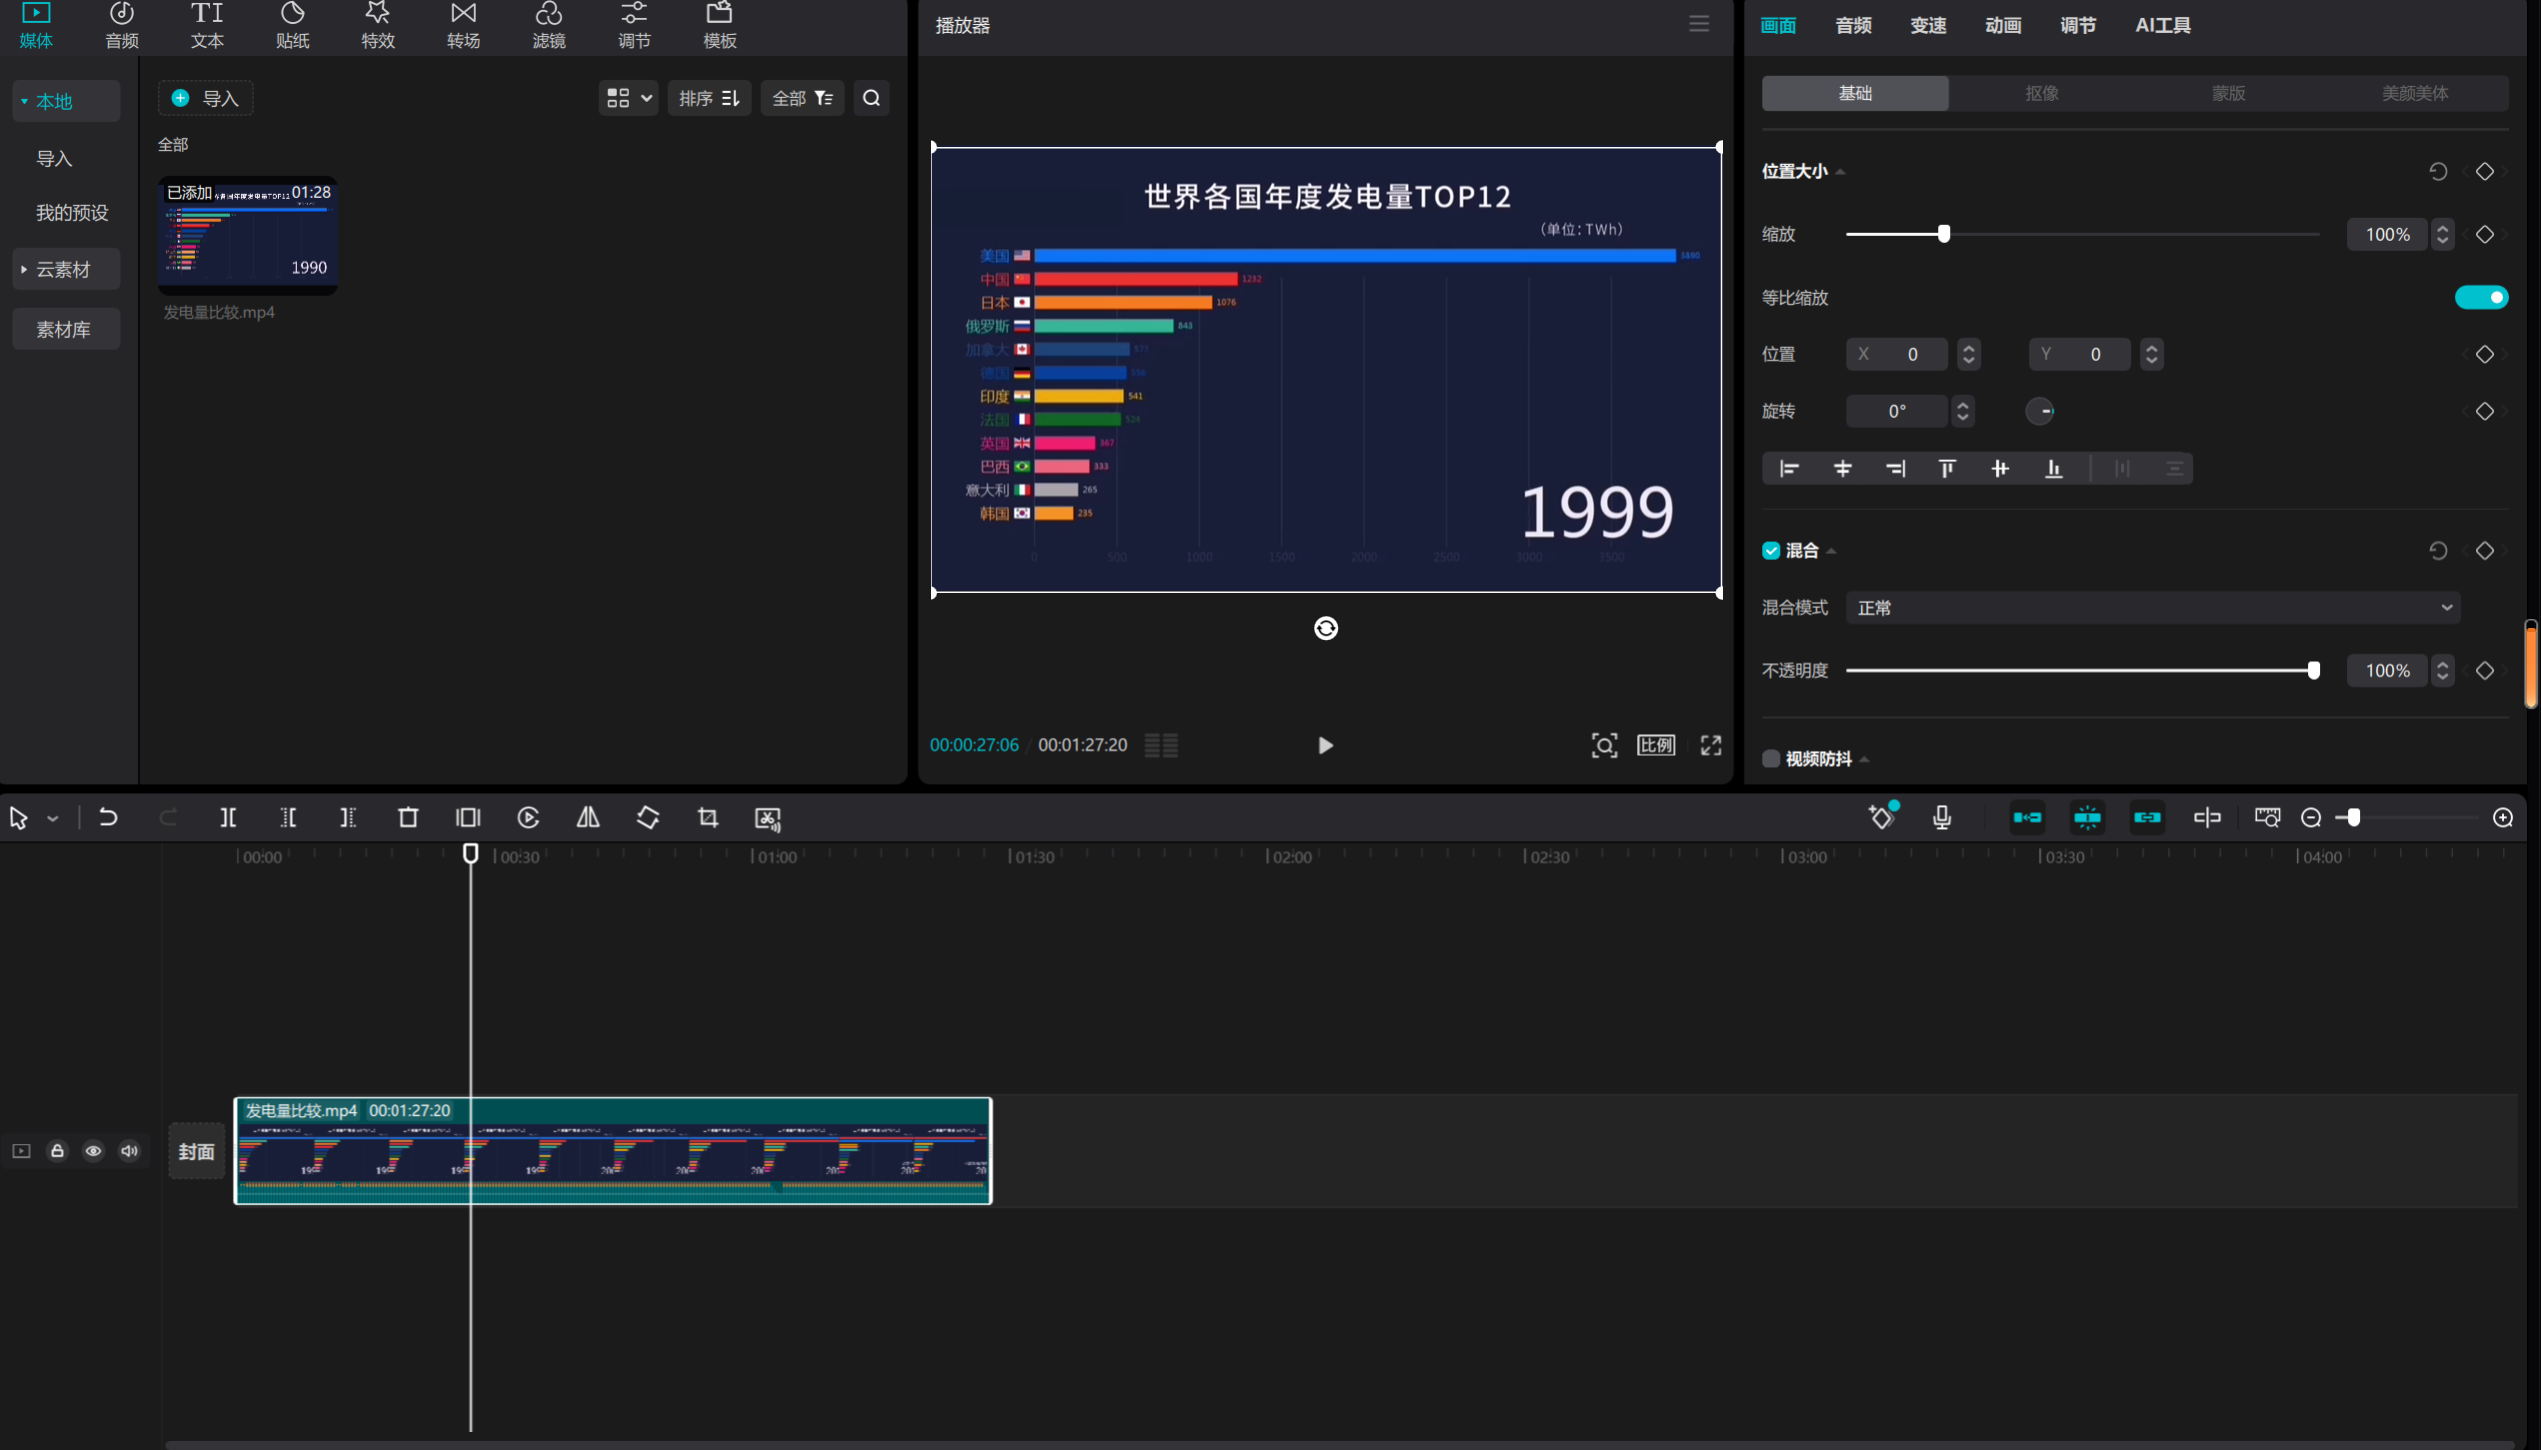 媒体 音频 文本 贴纸 特效 转场 滤镜 调节 模板
本地
导入
我的预设
云素材
素材库
导入 排序 全部
全部
已添加 01:28
1990
发电量比较.mp4
播放器
世界各国年度发电量TOP12
(单位:TWh)
美国 3890
中国 1232
日本 1076
俄罗斯 843
加拿大 577
德国 556
印度 541
法国 524
英国 367
巴西 333
意大利 265
韩国 235
1999
0 500 1000 1500 2000 2500 3000 3500
00:00:27:06 / 00:01:27:20 比例
画面 音频 变速 动画 调节 AI工具
基础 抠像 蒙版 美颜美体
位置大小
缩放 100%
等比缩放
位置 X 0 Y 0
旋转 0°
混合
混合模式 正常
不透明度 100%
视频防抖
00:00 00:30 01:00 01:30 02:00 02:30 03:00 03:30 04:00
封面
发电量比较.mp4 00:01:27:20